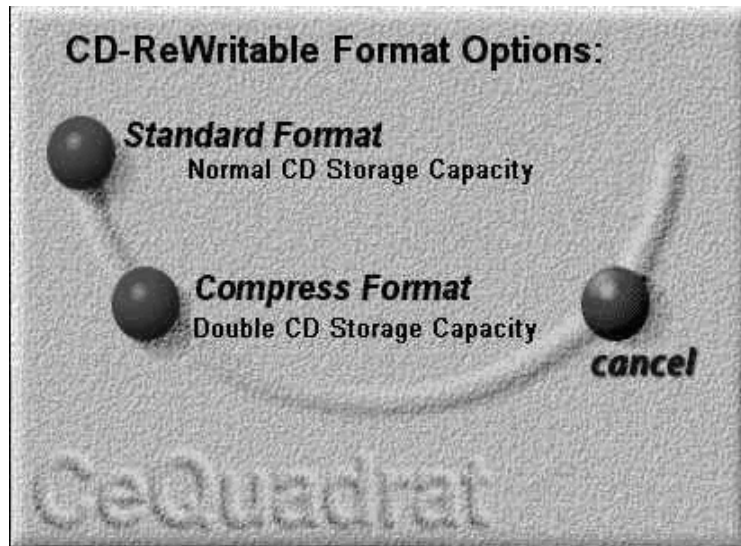 CD-ReWritable Format Options:
Standard Format
Normal CD Storage Capacity
Compress Format
Double CD Storage Capacity
cancel
CeQuadrat